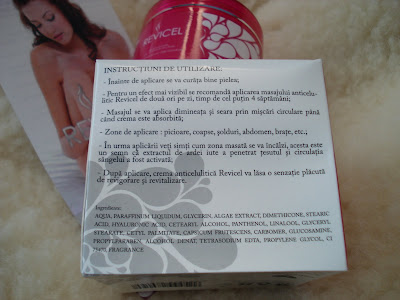 REVICEL
RE
INSTRUCȚIUNI DE UTILIZARE:
- Înainte de aplicare se va curăța bine pielea;
- Pentru un efect mai vizibil se recomandă aplicarea masajului anticelu-
litic Revicel de două ori pe zi, timp de cel puțin 4 săptămâni;
- Masajul se va aplica dimineața și seara prin mișcări circulare până
când crema este absorbită;
- Zone de aplicare : picioare, coapse, șolduri, abdomen, brațe, etc.,;
- În urma aplicării veți simți cum zona masată se va încălzi, acesta este
un semn că extractul de ardei iute a penetrat țesutul și circulația
sângelui a fost activată;
- După aplicare, crema anticelulitică Revicel va lăsa o senzație plăcută
de revigorare și revitalizare.
Ingrediente:
AQUA, PARAFFINUM LIQUIDUM, GLYCERIN, ALGAE EXTRACT, DIMETHICONE, STEARIC
ACID, HYALURONIC ACID, CETEARYL ALCOHOL, PANTHENOL, LINALOOL, GLYCERYL
STEARATE, CETYL PALMITATE, CAPSICUM FRUTESCENS, CARBOMER, GLUCOSAMINE,
PROPYLPARABEN, ALCOHOL DENAT, TETRASODIUM EDTA, PROPYLENE GLYCOL, CI
FRAGRANCE